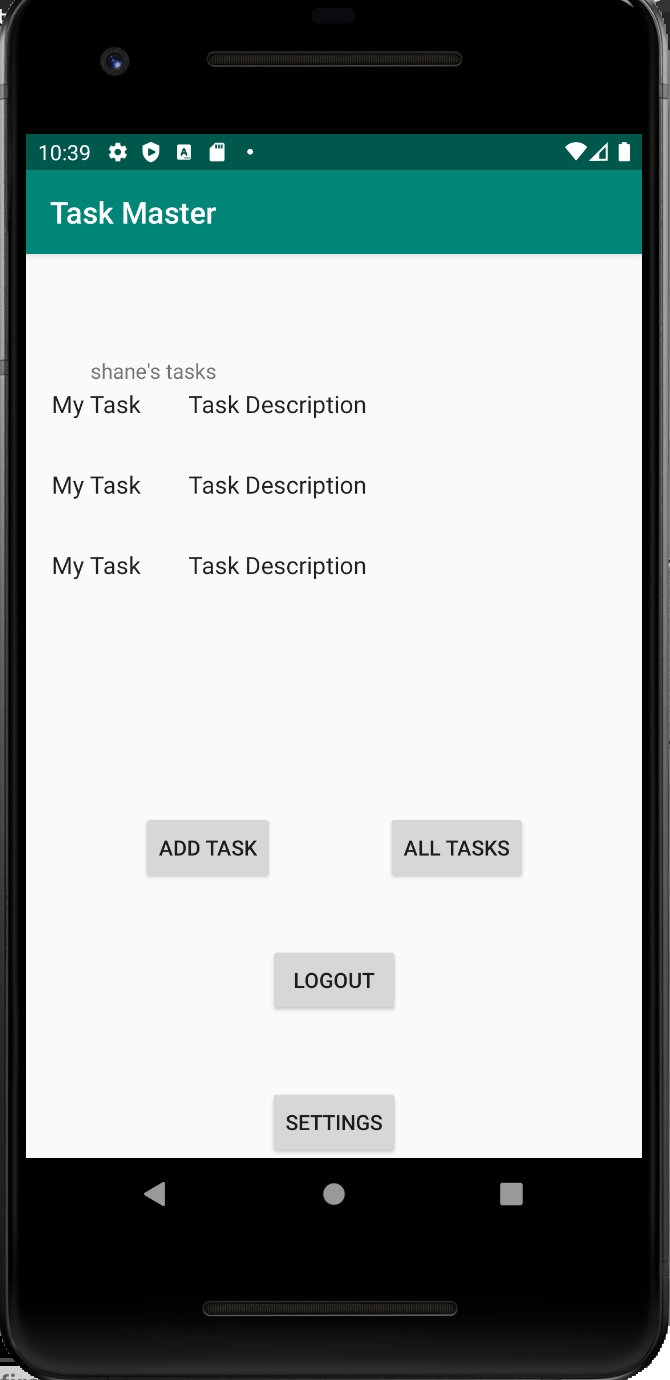 10:39
Task Master
shane's tasks
My Task Task Description
My Task Task Description
My Task Task Description
ADD TASK ALL TASKS
LOGOUT
SETTINGS